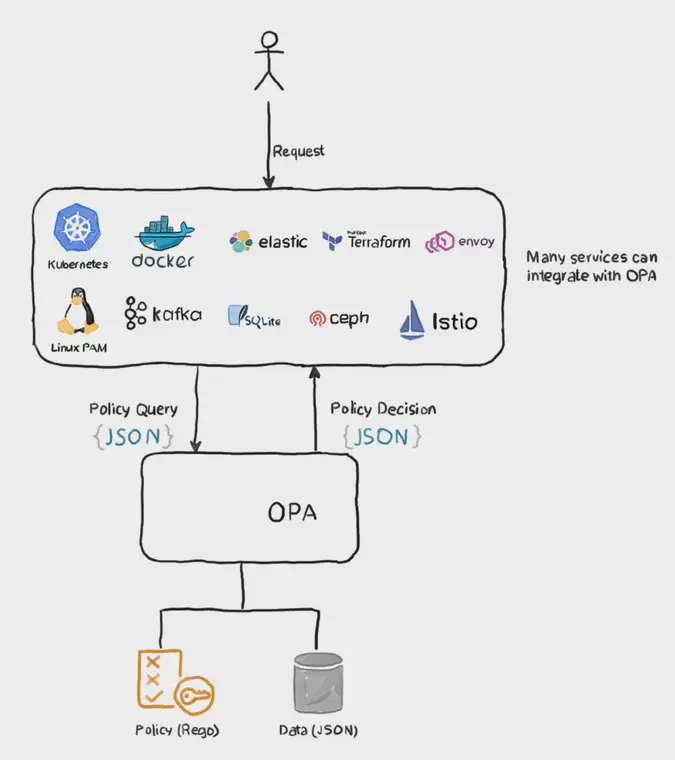 Request
Kubernetes
docker
elastic
Terraform
envoy
Many services can
integrate with OPA
Linux PAM
kafka
SQLite
ceph
Istio
Policy Query
{JSON}
Policy Decision
{JSON}
OPA
Policy (Rego)
Data (JSON)